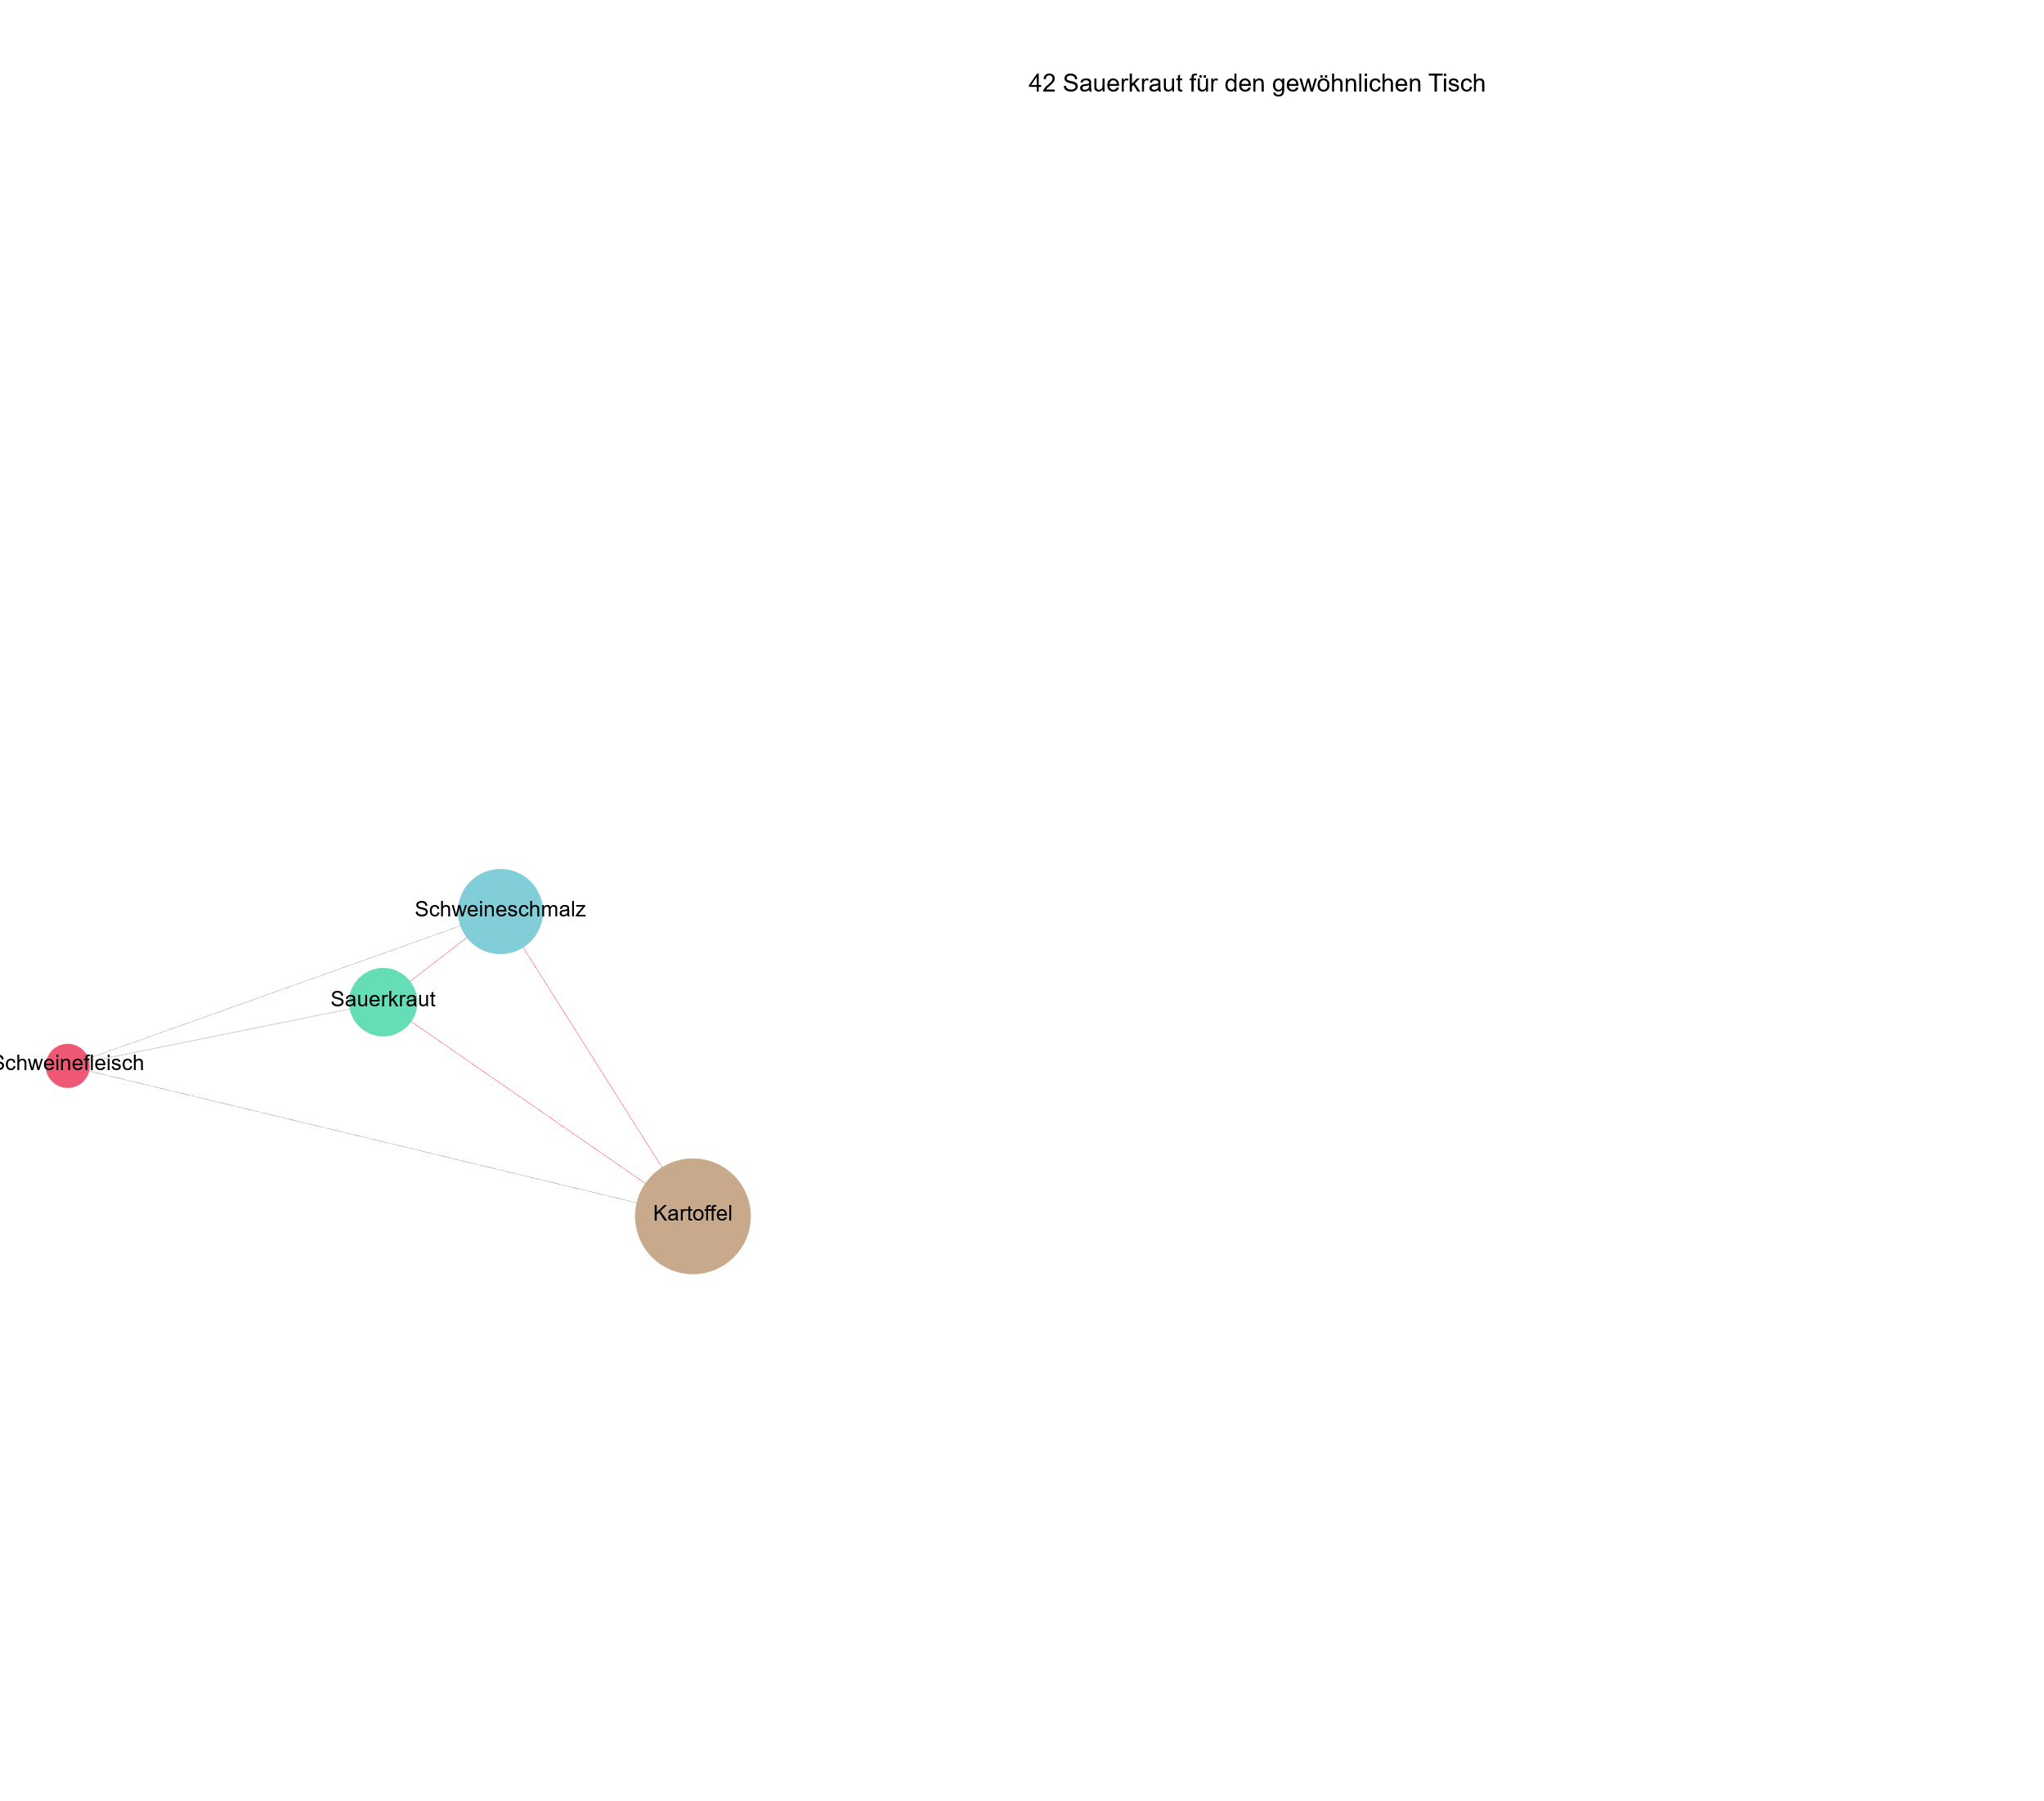 42 Sauerkraut für den gewöhnlichen Tisch
Schweineschmalz
Sauerkraut
Schweinefleisch
Kartoffel